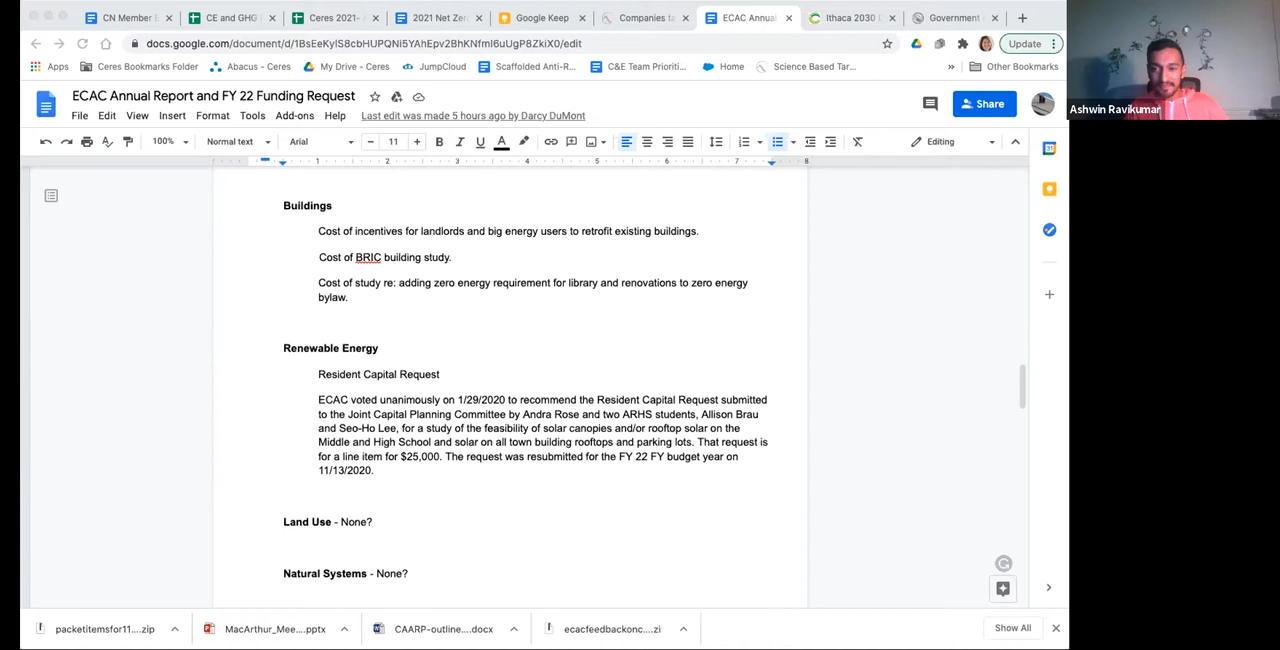 CN Member E
CE and GHG
Ceres 2021-
2021 Net Zero
Google Keep
Companies ta
ECAC Annual
Ithaca 2030
Government
docs.google.com/document/d/1BsEeKyIS8cbHUPQNi5YAhEpv2BhKNfmI6uUgP8ZkiX0/edit
Update
Apps
Ceres Bookmarks Folder
Abacus - Ceres
My Drive - Ceres
JumpCloud
Scaffolded Anti-R...
C&E Team Prioriti...
Home
Science Based Tar...
»
Other Bookmarks
Ashwin Ravikumar
ECAC Annual Report and FY 22 Funding Request
File Edit View Insert Format Tools Add-ons Help
Last edit was made 5 hours ago by Darcy DuMont
Share
100% Normal text Arial - 11 + B I U A Editing
1 2 3 4 5 6 7 8
Buildings
Cost of incentives for landlords and big energy users to retrofit existing buildings.
Cost of BRIC building study.
Cost of study re: adding zero energy requirement for library and renovations to zero energy
bylaw.
Renewable Energy
Resident Capital Request
ECAC voted unanimously on 1/29/2020 to recommend the Resident Capital Request submitted
to the Joint Capital Planning Committee by Andra Rose and two ARHS students, Allison Brau
and Seo-Ho Lee, for a study of the feasibility of solar canopies and/or rooftop solar on the
Middle and High School and solar on all town building rooftops and parking lots. That request is
for a line item for $25,000. The request was resubmitted for the FY 22 FY budget year on
11/13/2020.
Land Use - None?
Natural Systems - None?
packetitemsfor11....zip
MacArthur_Mee....pptx
CAARP-outline....docx
ecacfeedbackonc....zi
Show All